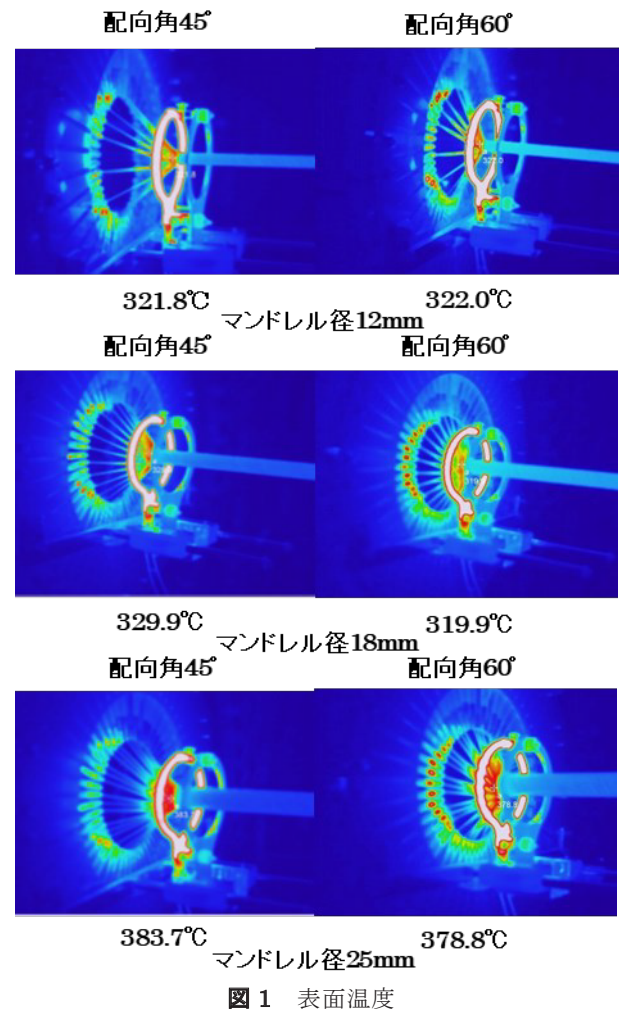 配向角45° 配向角60°
321.8℃ 322.0℃
マンドレル径12mm
配向角45° 配向角60°
329.9℃ 319.9℃
マンドレル径18mm
配向角45° 配向角60°
383.7℃ 378.8℃
マンドレル径25mm
図1 表面温度